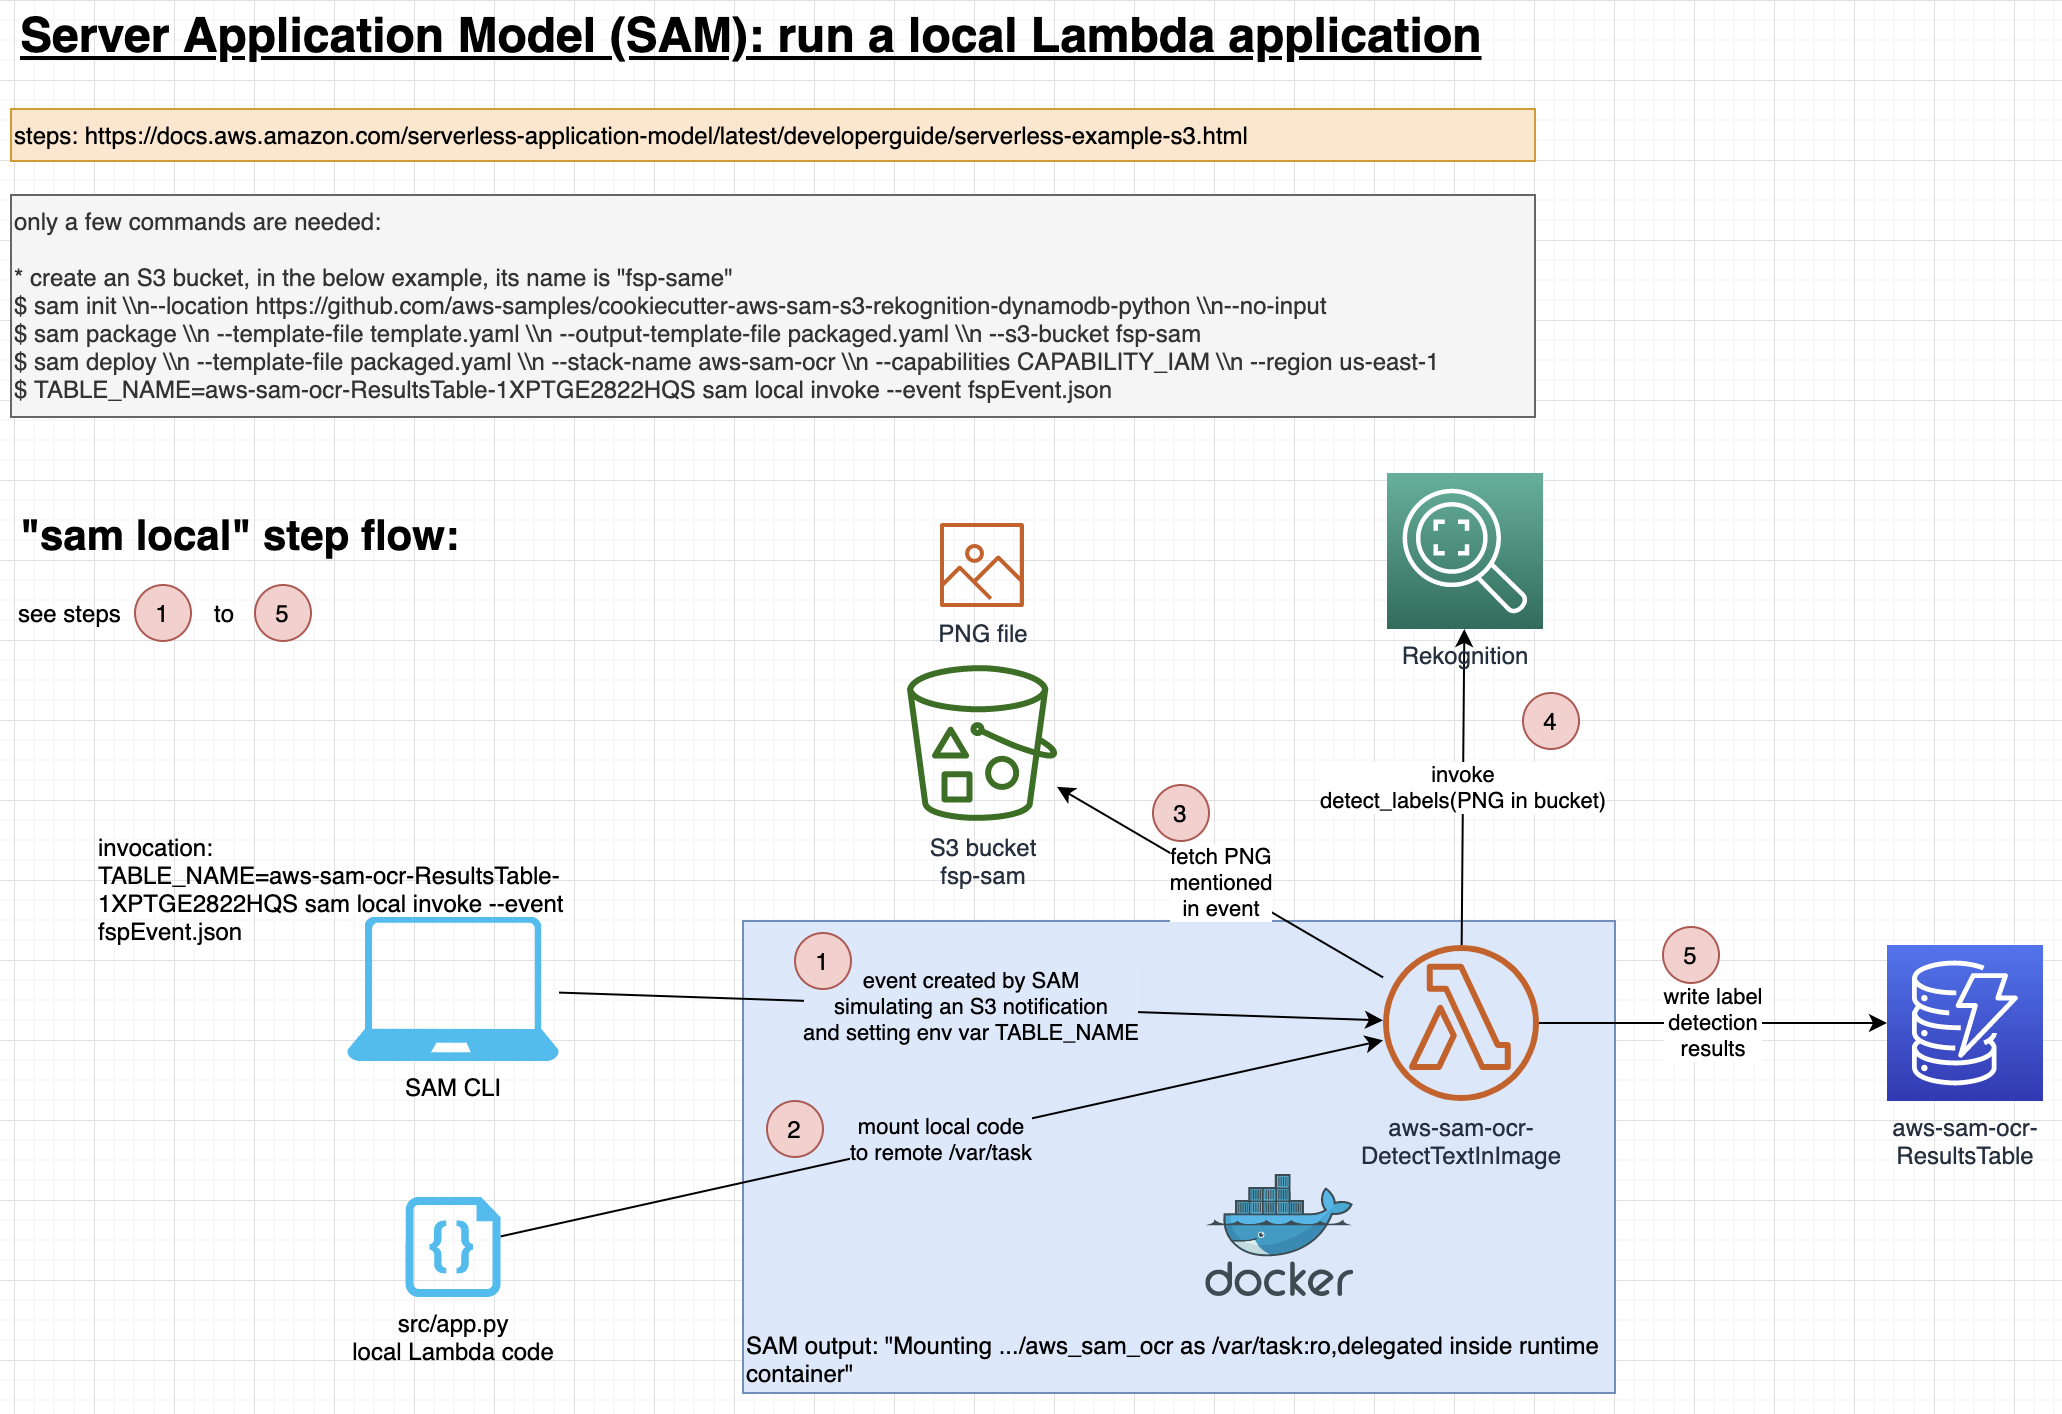 Server Application Model (SAM): run a local Lambda application
steps: https://docs.aws.amazon.com/serverless-application-model/latest/developerguide/serverless-example-s3.html
only a few commands are needed:
* create an S3 bucket, in the below example, its name is "fsp-same"
$ sam init \\n--location https://github.com/aws-samples/cookiecutter-aws-sam-s3-rekognition-dynamodb-python \\n--no-input
$ sam package \\n --template-file template.yaml \\n --output-template-file packaged.yaml \\n --s3-bucket fsp-sam
$ sam deploy \\n --template-file packaged.yaml \\n --stack-name aws-sam-ocr \\n --capabilities CAPABILITY_IAM \\n --region us-east-1
$ TABLE_NAME=aws-sam-ocr-ResultsTable-1XPTGE2822HQS sam local invoke --event fspEvent.json
"sam local" step flow:
see steps 1 to 5
PNG file
Rekognition
4
invoke
detect_labels(PNG in bucket)
3
fetch PNG
mentioned
in event
S3 bucket
fsp-sam
invocation:
TABLE_NAME=aws-sam-ocr-ResultsTable-
1XPTGE2822HQS sam local invoke --event
fspEvent.json
SAM CLI
1
event created by SAM
simulating an S3 notification
and setting env var TABLE_NAME
5
write label
detection
results
2
mount local code
to remote /var/task
aws-sam-ocr-
DetectTextInImage
aws-sam-ocr-
ResultsTable
{}
src/app.py
local Lambda code
docker
SAM output: "Mounting .../aws_sam_ocr as /var/task:ro,delegated inside runtime
container"